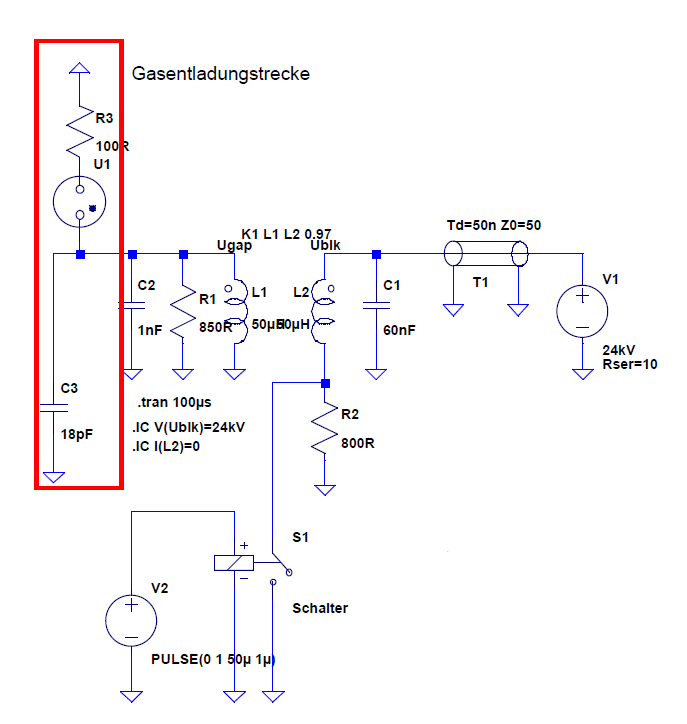 Gasentladungstrecke
R3
100R
U1
K1 L1 L2 0.97
Ugap
Ublk
Td=50n Z0=50
T1
C2
1nF
R1
850R
L1
50µH
L2
50µH
C1
60nF
V1
24kV
Rser=10
C3
18pF
.tran 100µs
.IC V(Ublk)=24kV
.IC I(L2)=0
R2
800R
S1
Schalter
V2
PULSE(0 1 50µ 1µ)